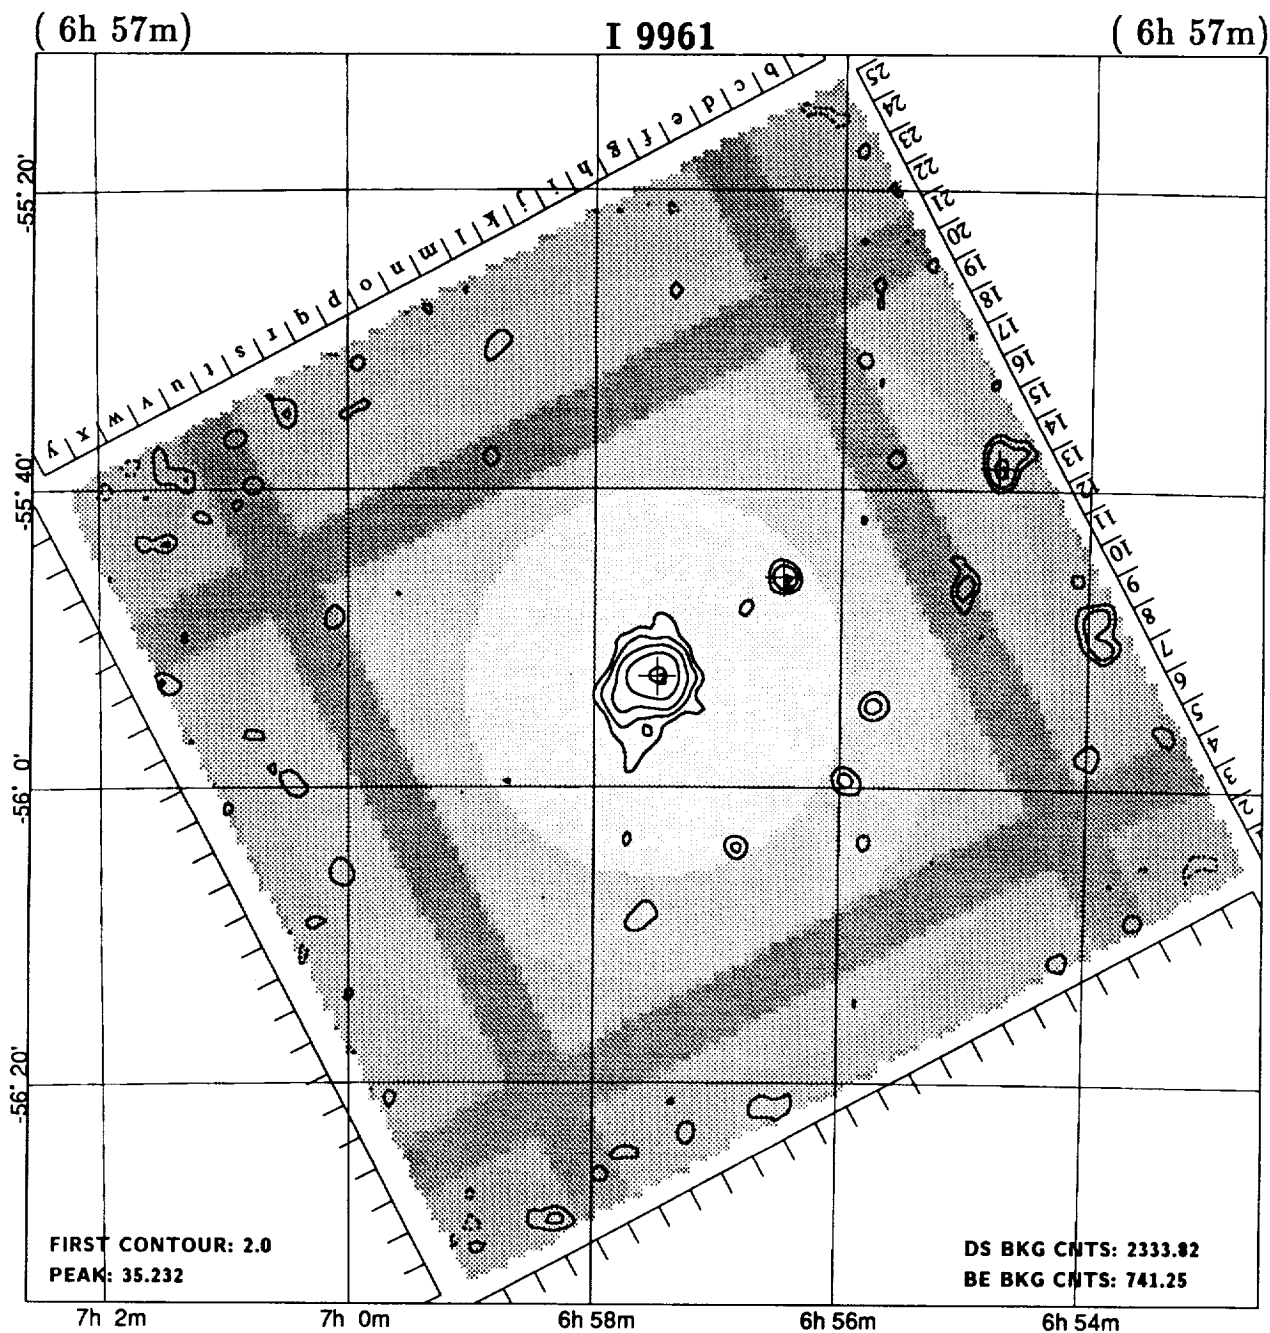 ( 6h 57m)
I 9961
( 6h 57m)
b c d e f g h i j k l m n o p q r s t u v w x y
25 24 23 22 21 20 19 18 17 16 15 14 13 12 11 10 9 8 7 6 5 4 3 2
-55° 20'
-55° 40'
-56° 0'
-56° 20'
FIRST CONTOUR: 2.0
PEAK: 35.232
DS BKG CNTS: 2333.82
BE BKG CNTS: 741.25
7h 2m
7h 0m
6h 58m
6h 56m
6h 54m